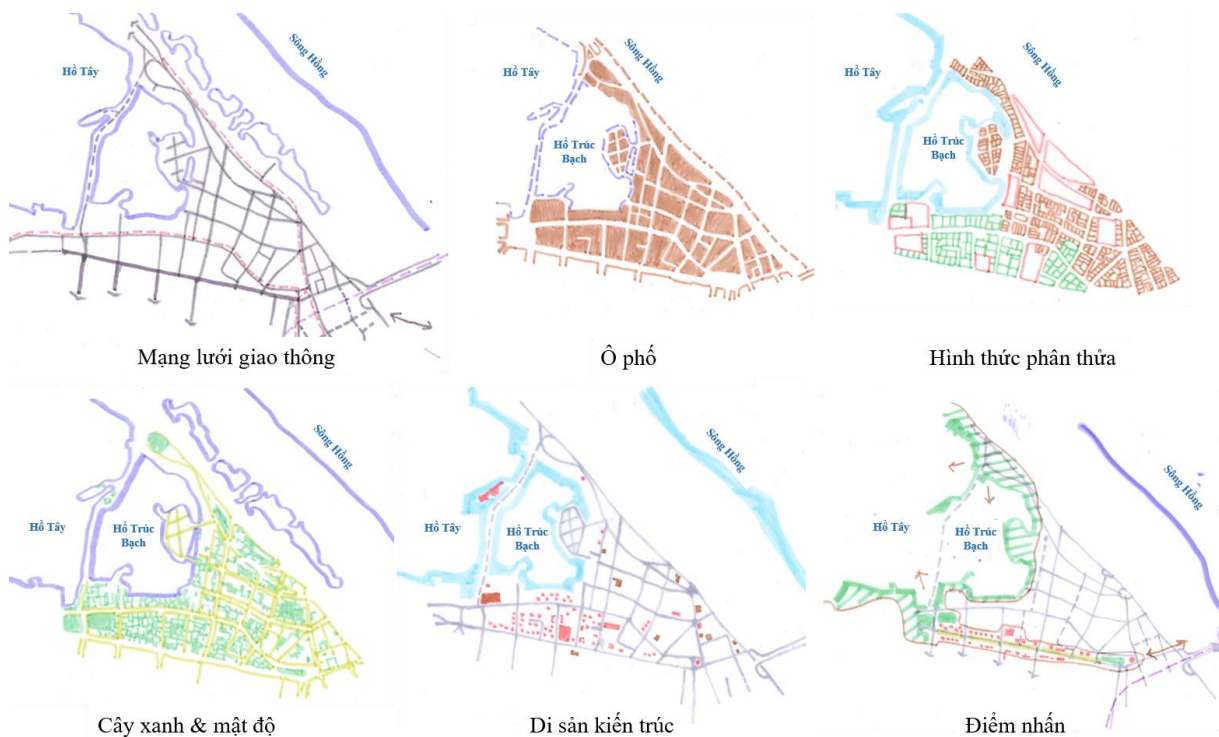 Hồ Tây
Sông Hồng
Mạng lưới giao thông
Hồ Tây
Sông Hồng
Hồ Trúc
Bạch
Ô phố
Hồ Tây
Sông Hồng
Hồ Trúc
Bạch
Hình thức phân thửa
Hồ Tây
Hồ Trúc
Bạch
Sông Hồng
Cây xanh & mật độ
Hồ Tây
Hồ Trúc
Bạch
Sông Hồng
Di sản kiến trúc
Hồ Tây
Hồ Trúc
Bạch
Sông Hồng
Điểm nhấn